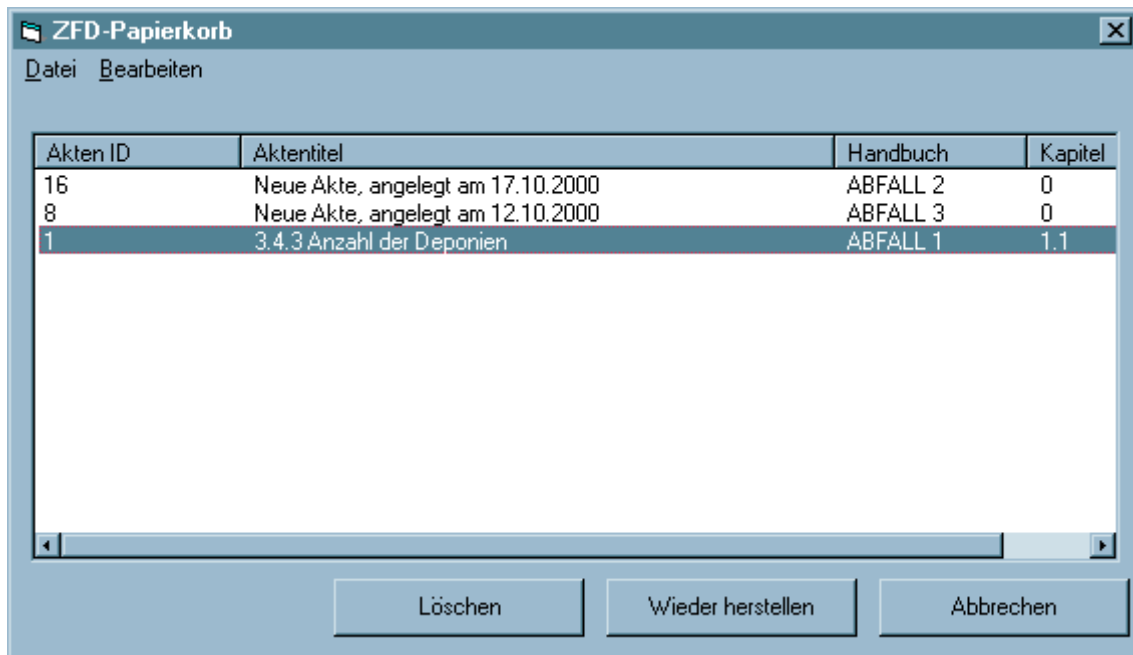 ZFD-Papierkorb
Datei Bearbeiten
Akten ID Aktentitel Handbuch Kapitel
16 Neue Akte, angelegt am 17.10.2000 ABFALL 2 0
8 Neue Akte, angelegt am 12.10.2000 ABFALL 3 0
1 3.4.3 Anzahl der Deponien ABFALL 1 1.1
Löschen Wieder herstellen Abbrechen